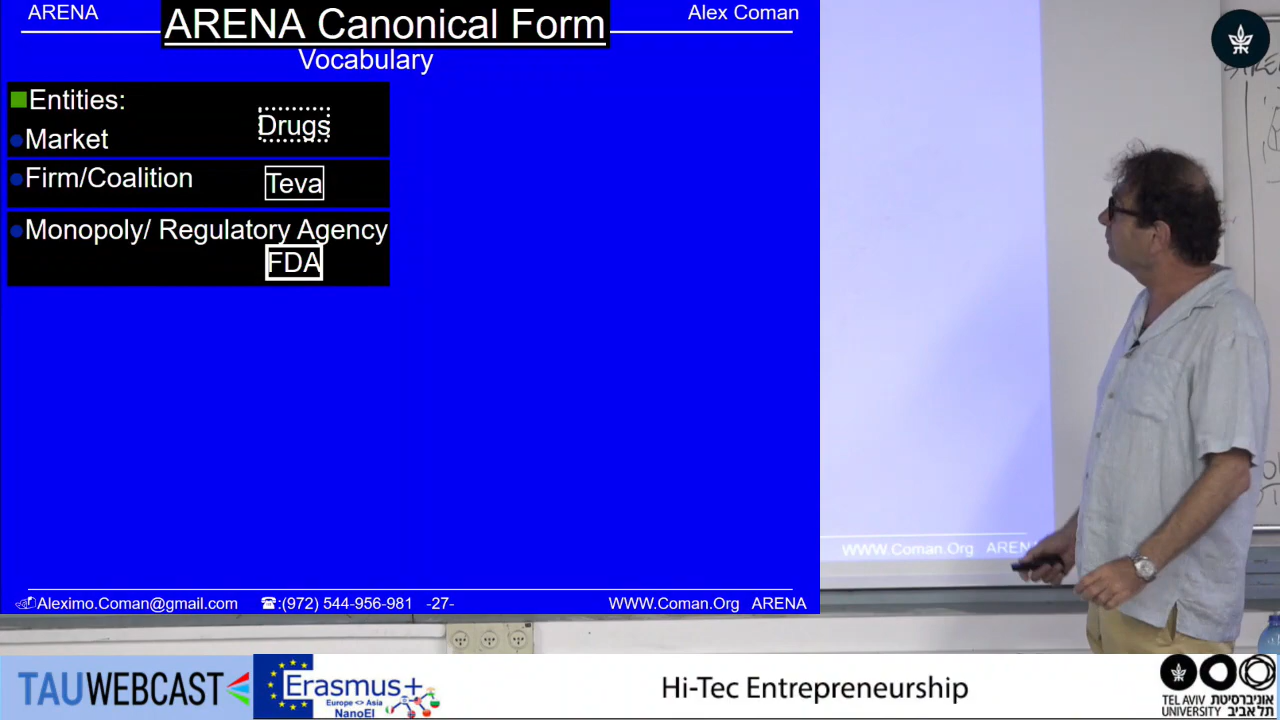 ARENA
ARENA Canonical Form
Alex Coman
Vocabulary
Entities:
Market
Drugs
Firm/Coalition
Teva
Monopoly/ Regulatory Agency
FDA
Aleximo.Coman@gmail.com
☎:(972) 544-956-981
-27-
WWW.Coman.Org ARENA
WWW.Coman.Org AREN
TAUWEBCAST
Erasmus+
Europe <> Asia
NanoEl
Hi-Tec Entrepreneurship
TEL AVIV אוניברסיטת
UNIVERSITY תל אביב